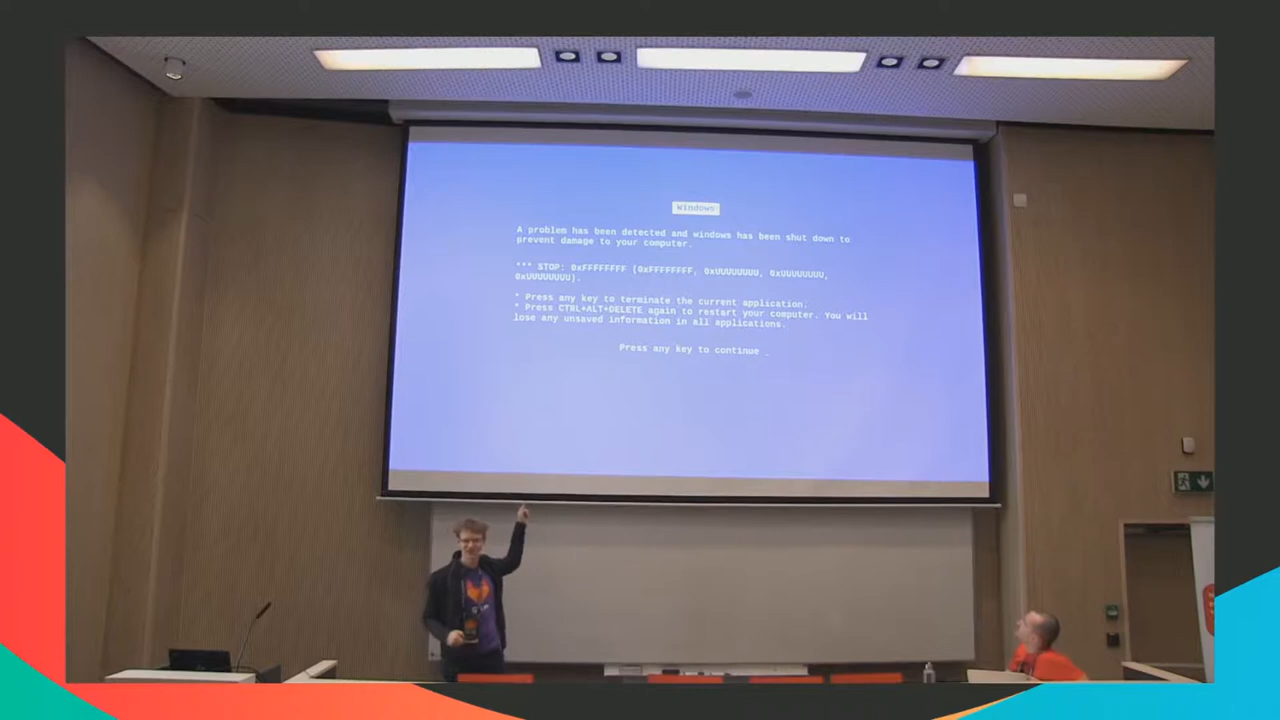 Windows
A problem has been detected and windows has been shut down to
prevent damage to your computer.
*** STOP: 0xFFFFFFFF (0xFFFFFFFF, 0xUUUUUUUU, 0xUUUUUUUU,
0xUUUUUUUU).
* Press any key to terminate the current application.
* Press CTRL+ALT+DELETE again to restart your computer. You will
lose any unsaved information in all applications.
Press any key to continue _